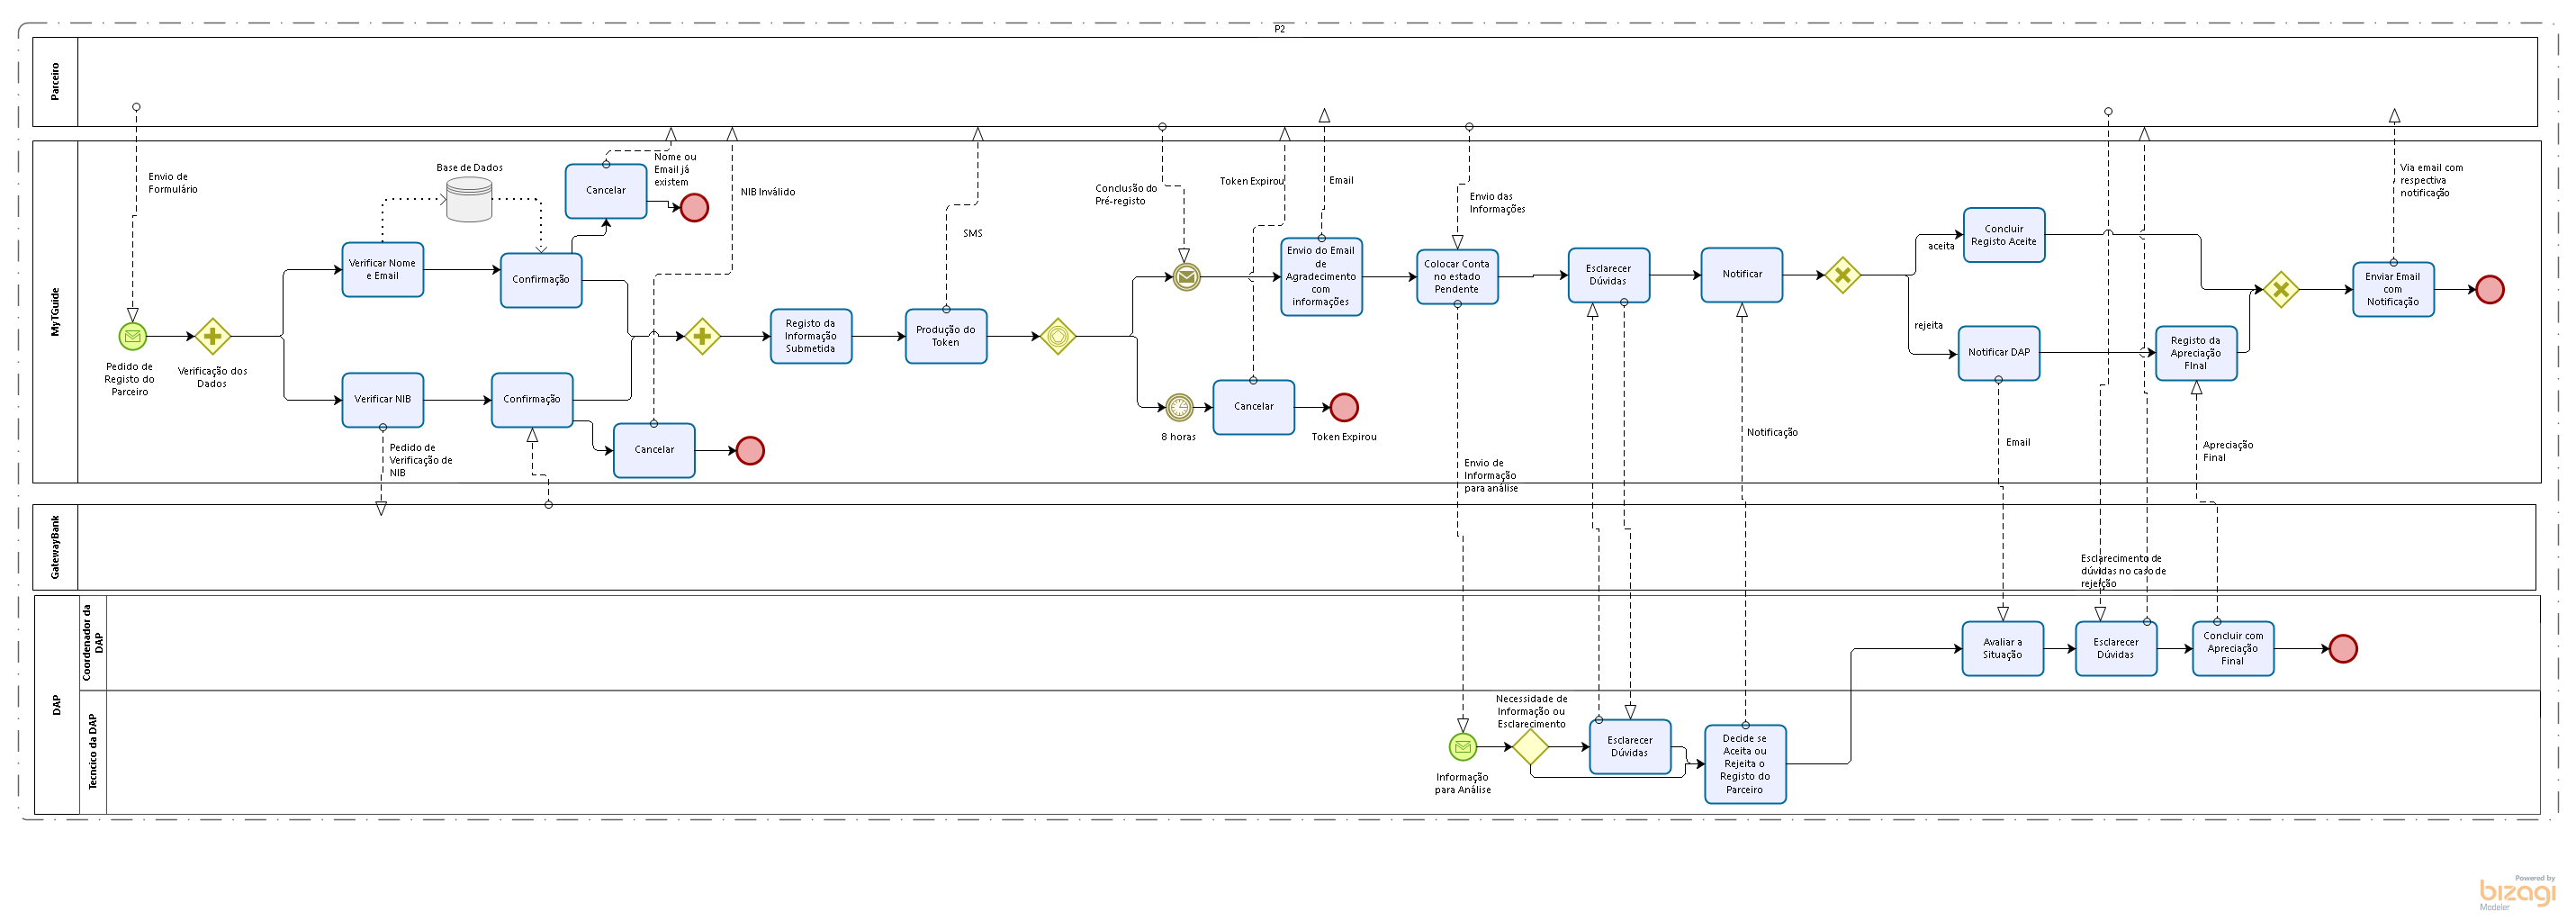 P2
Parceiro
MyTGuide
Envio de
Formulário
Pedido de
Registo do
Parceiro
Verificação dos
Dados
Verificar Nome
e Email
Base de Dados
Confirmação
Cancelar
Nome ou
Email já
existem
NIB Inválido
Verificar NIB
Confirmação
Cancelar
Pedido de
Verificação de
NIB
Registo da
Informação
Submetida
Produção do
Token
SMS
Conclusão do
Pré-registo
8 horas
Cancelar
Token Expirou
Token Expirou
Email
Envio do Email
de
Agradecimento
com
informações
Envio das
Informações
Colocar Conta
no estado
Pendente
Envio de
Informação
para análise
Esclarecer
Dúvidas
Notificar
Notificação
aceita
rejeita
Concluir
Registo Aceite
Notificar DAP
Email
Registo da
Apreciação
FInal
Apreciação
Final
Via email com
respectiva
notificação
Enviar Email
com
Notificação
GatewayBank
Esclarecimento de
dúvidas no caso de
rejeição
DAP
Coordenador da
DAP
Avaliar a
Situação
Esclarecer
Dúvidas
Concluir com
Apreciação
Final
Tecncico da DAP
Informação
para Análise
Necessidade de
Informação ou
Esclarecimento
Esclarecer
Dúvidas
Decide se
Aceita ou
Rejeita o
Registo do
Parceiro
Powered by
bizagi
Modeler